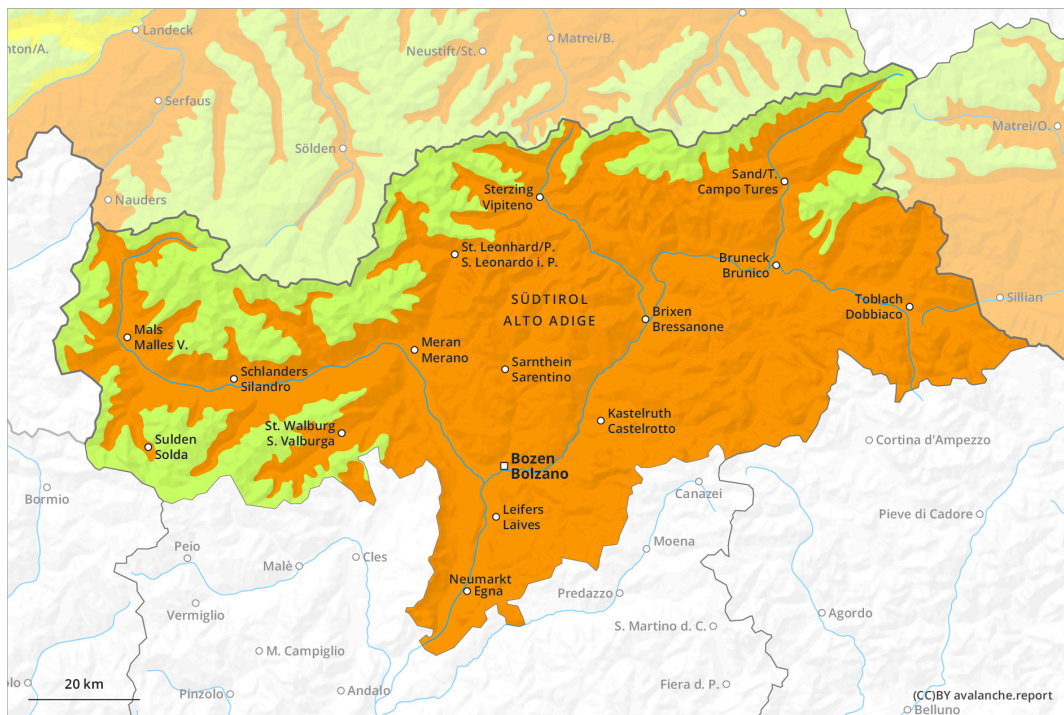 Landeck
nton/A.
Neustift/St.
Matrei/B.
Serfaus
Matrei/O.
Sölden
Sand/T.
Campo Tures
Nauders
Sterzing
Vipiteno
St. Leonhard/P.
S. Leonardo i. P.
Bruneck
Brunico
SÜDTIROL
ALTO ADIGE
Toblach
Dobbiaco
Sillian
Brixen
Bressanone
Mals
Malles V.
Meran
Merano
Sarnthein
Sarentino
Schlanders
Silandro
Kastelruth
Castelrotto
St. Walburg
S. Valburga
Sulden
Solda
Cortina d'Ampezzo
Bozen
Bolzano
Bormio
Canazei
Leifers
Laives
Pieve di Cadore
Peio
Moena
Cles
Malè
Neumarkt
Egna
Predazzo
Vermiglio
Agordo
S. Martino d. C.
M. Campiglio
20 km
olo
Pinzolo
Andalo
Fiera d. P.
(CC)BY avalanche.report
Belluno